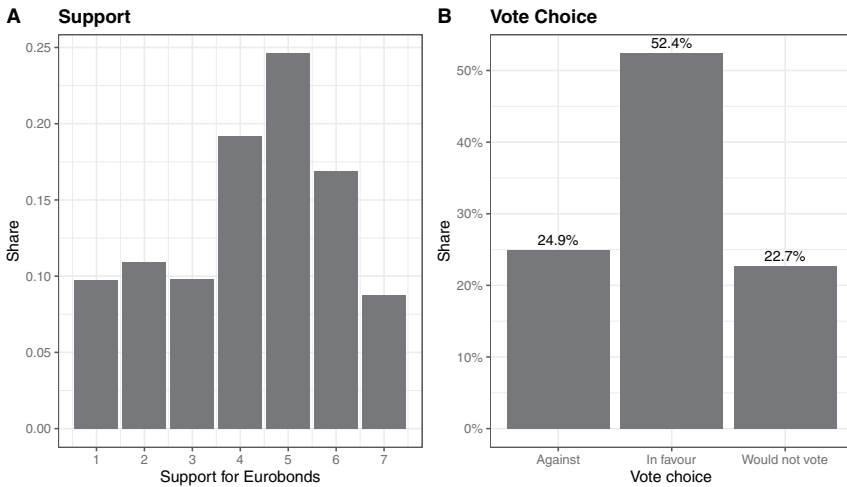 A Support
0.25
0.20
0.15
0.10
0.05
0.00
Share
1 2 3 4 5 6 7
Support for Eurobonds
B Vote Choice
52.4%
50%
40%
30%
24.9%
22.7%
20%
10%
0%
Share
Against In favour Would not vote
Vote choice